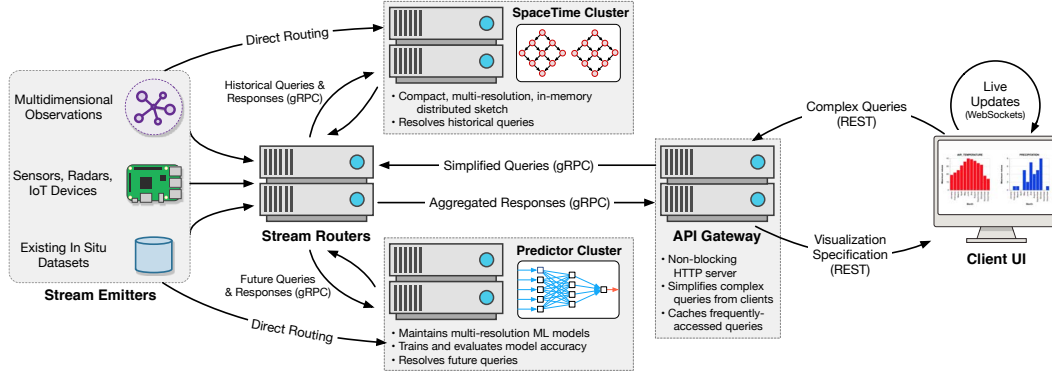 Multidimensional
Observations
Sensors, Radars,
IoT Devices
Existing In Situ
Datasets
Stream Emitters
Direct Routing
Direct Routing
Historical Queries &
Responses (gRPC)
Stream Routers
Future Queries
& Responses (gRPC)
SpaceTime Cluster
• Compact, multi-resolution, in-memory
distributed sketch
• Resolves historical queries
Simplified Queries (gRPC)
Aggregated Responses (gRPC)
Predictor Cluster
• Maintains multi-resolution ML models
• Trains and evaluates model accuracy
• Resolves future queries
API Gateway
• Non-blocking
HTTP server
• Simplifies complex
queries from clients
• Caches frequently-
accessed queries
Complex Queries
(REST)
Visualization
Specification (REST)
Live
Updates
(WebSockets)
Client UI